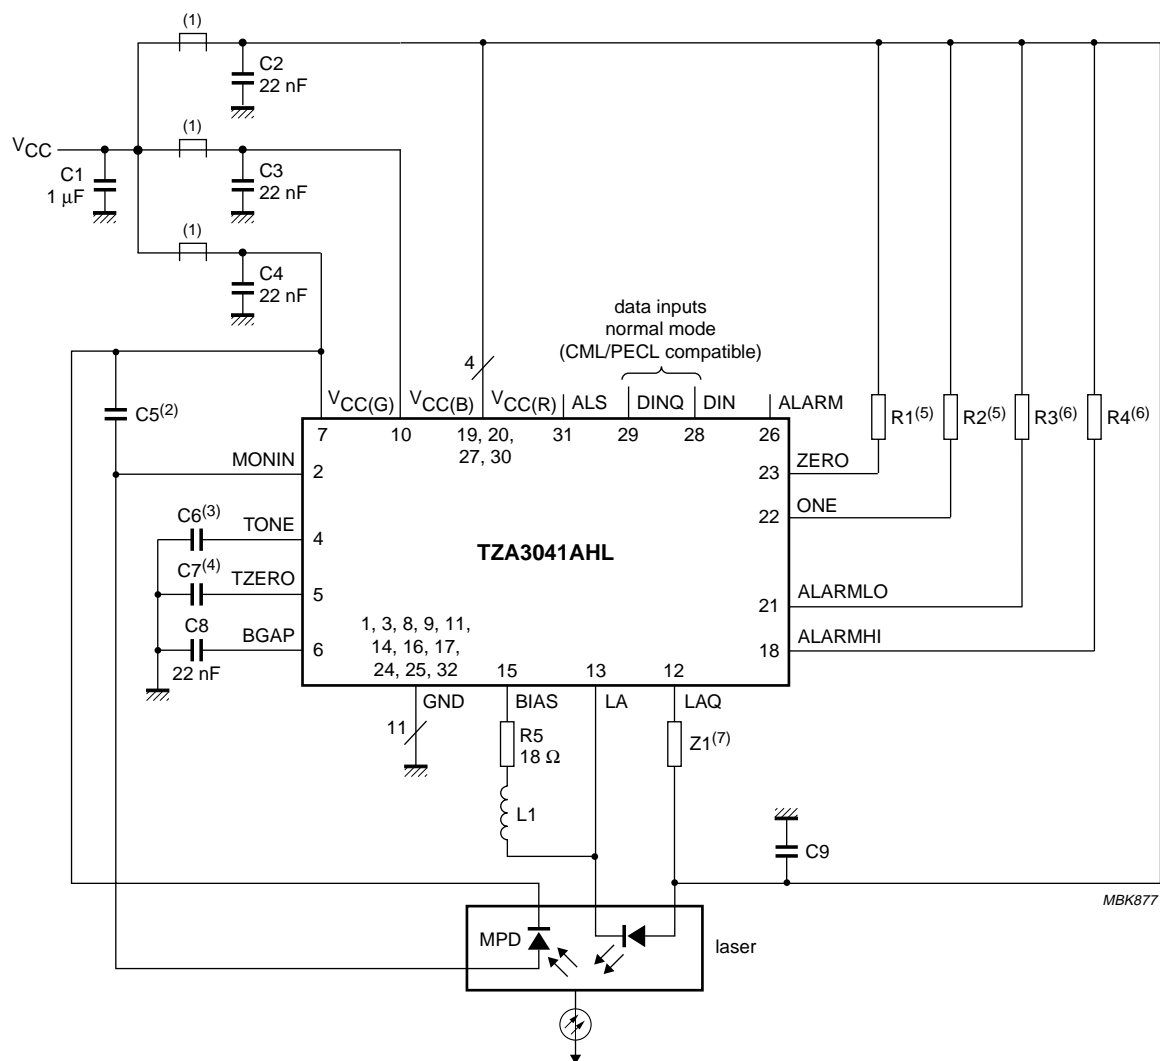 (1)
C2
22 nF
(1)
VCC
C1
1 μF
C3
22 nF
(1)
C4
22 nF
data inputs
normal mode
(CML/PECL compatible)
4
C5(2)
VCC(G)
VCC(B)
VCC(R)
ALS
DINQ
DIN
ALARM
R1(5)
R2(5)
R3(6)
R4(6)
7
10
19, 20,
27, 30
31
29
28
26
MONIN
2
23
ZERO
C6(3)
TONE
4
22
ONE
TZA3041AHL
C7(4)
TZERO
5
21
ALARMLO
C8
22 nF
BGAP
6
1, 3, 8, 9, 11,
14, 16, 17,
24, 25, 32
18
ALARMHI
15
13
12
GND
BIAS
LA
LAQ
11
R5
18 Ω
Z1(7)
L1
C9
MBK877
MPD
laser